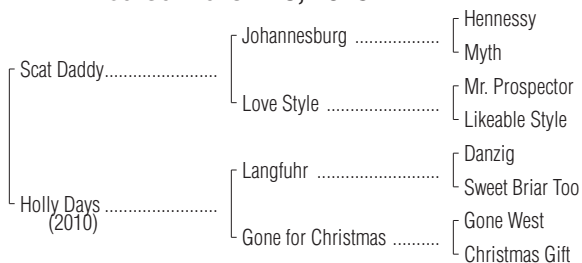 Hennessy
Johannesburg ...................
Myth
Scat Daddy.........................
Mr. Prospector
Love Style .........................
Likeable Style
Danzig
Langfuhr ...........................
Sweet Briar Too
Holly Days .........................
(2010)
Gone West
Gone for Christmas ..........
Christmas Gift